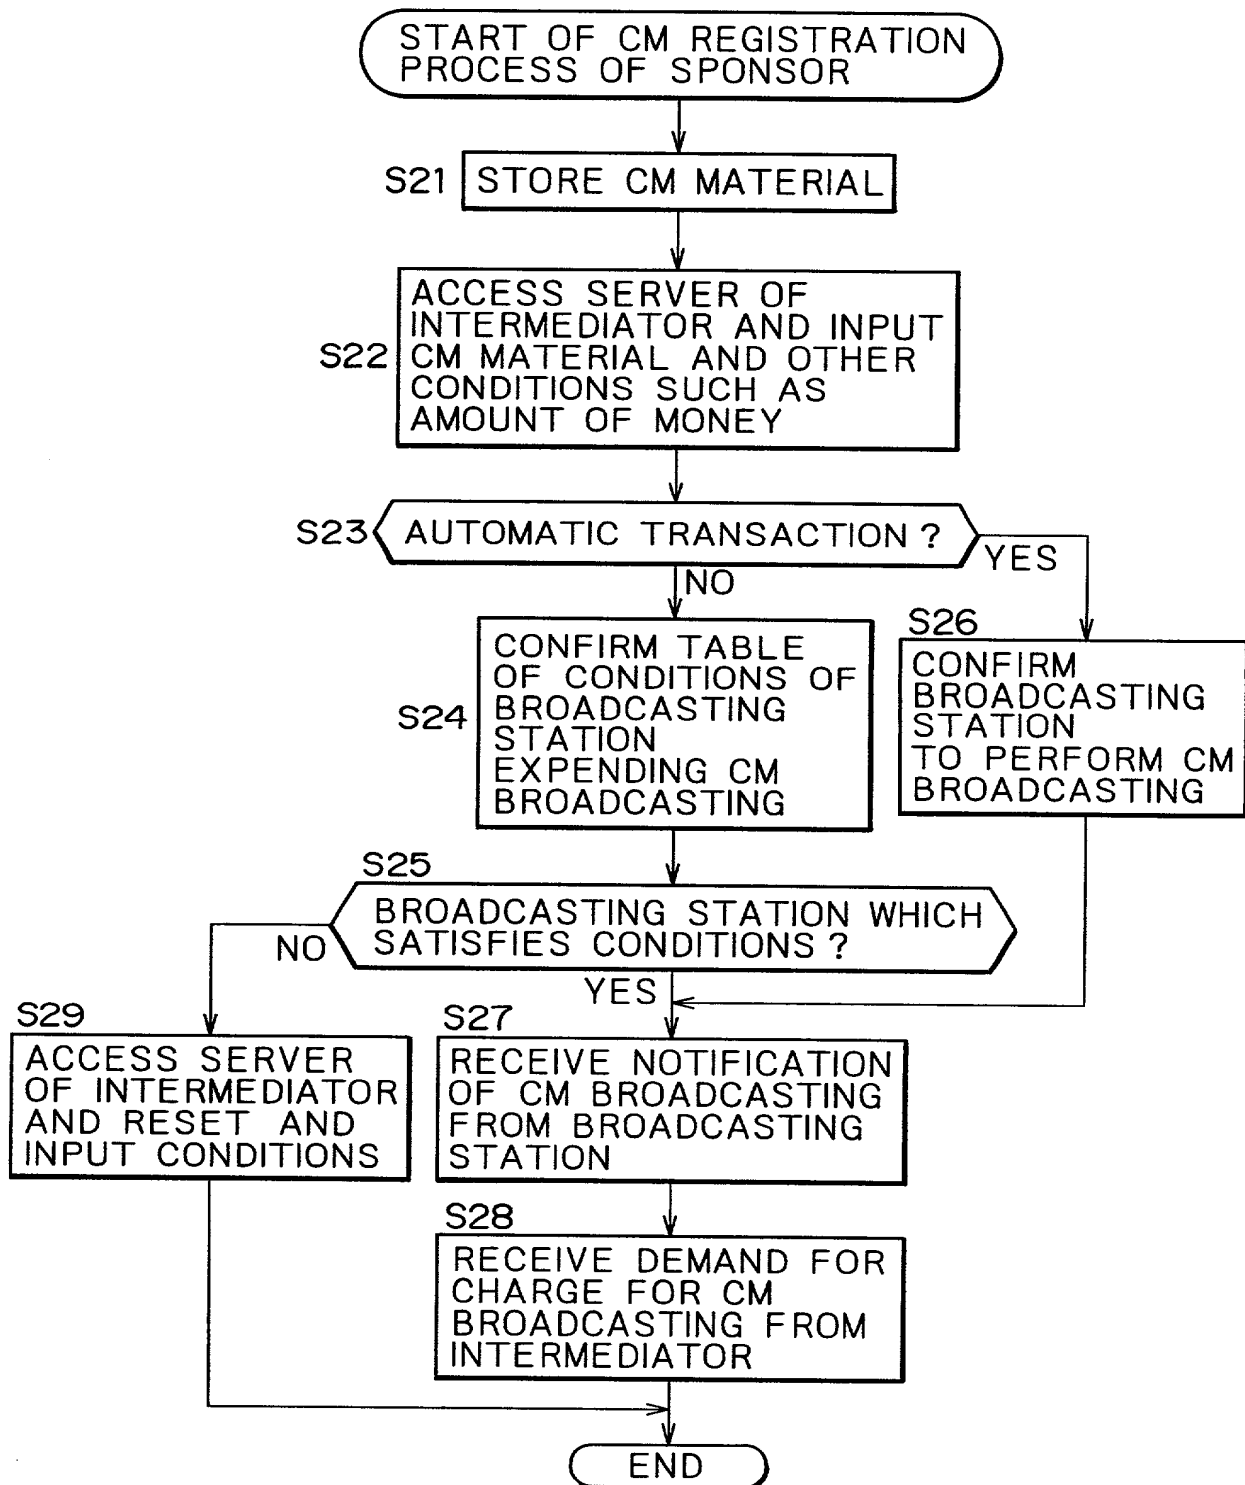 START OF CM REGISTRATION
PROCESS OF SPONSOR
S21
STORE CM MATERIAL
S22
ACCESS SERVER OF
INTERMEDIATOR AND INPUT
CM MATERIAL AND OTHER
CONDITIONS SUCH AS
AMOUNT OF MONEY
S23
AUTOMATIC TRANSACTION ?
YES
NO
S24
CONFIRM TABLE
OF CONDITIONS OF
BROADCASTING
STATION
EXPENDING CM
BROADCASTING
S26
CONFIRM
BROADCASTING
STATION
TO PERFORM CM
BROADCASTING
S25
BROADCASTING STATION WHICH
SATISFIES CONDITIONS ?
NO
YES
S29
ACCESS SERVER
OF INTERMEDIATOR
AND RESET AND
INPUT CONDITIONS
S27
RECEIVE NOTIFICATION
OF CM BROADCASTING
FROM BROADCASTING
STATION
S28
RECEIVE DEMAND FOR
CHARGE FOR CM
BROADCASTING FROM
INTERMEDIATOR
END